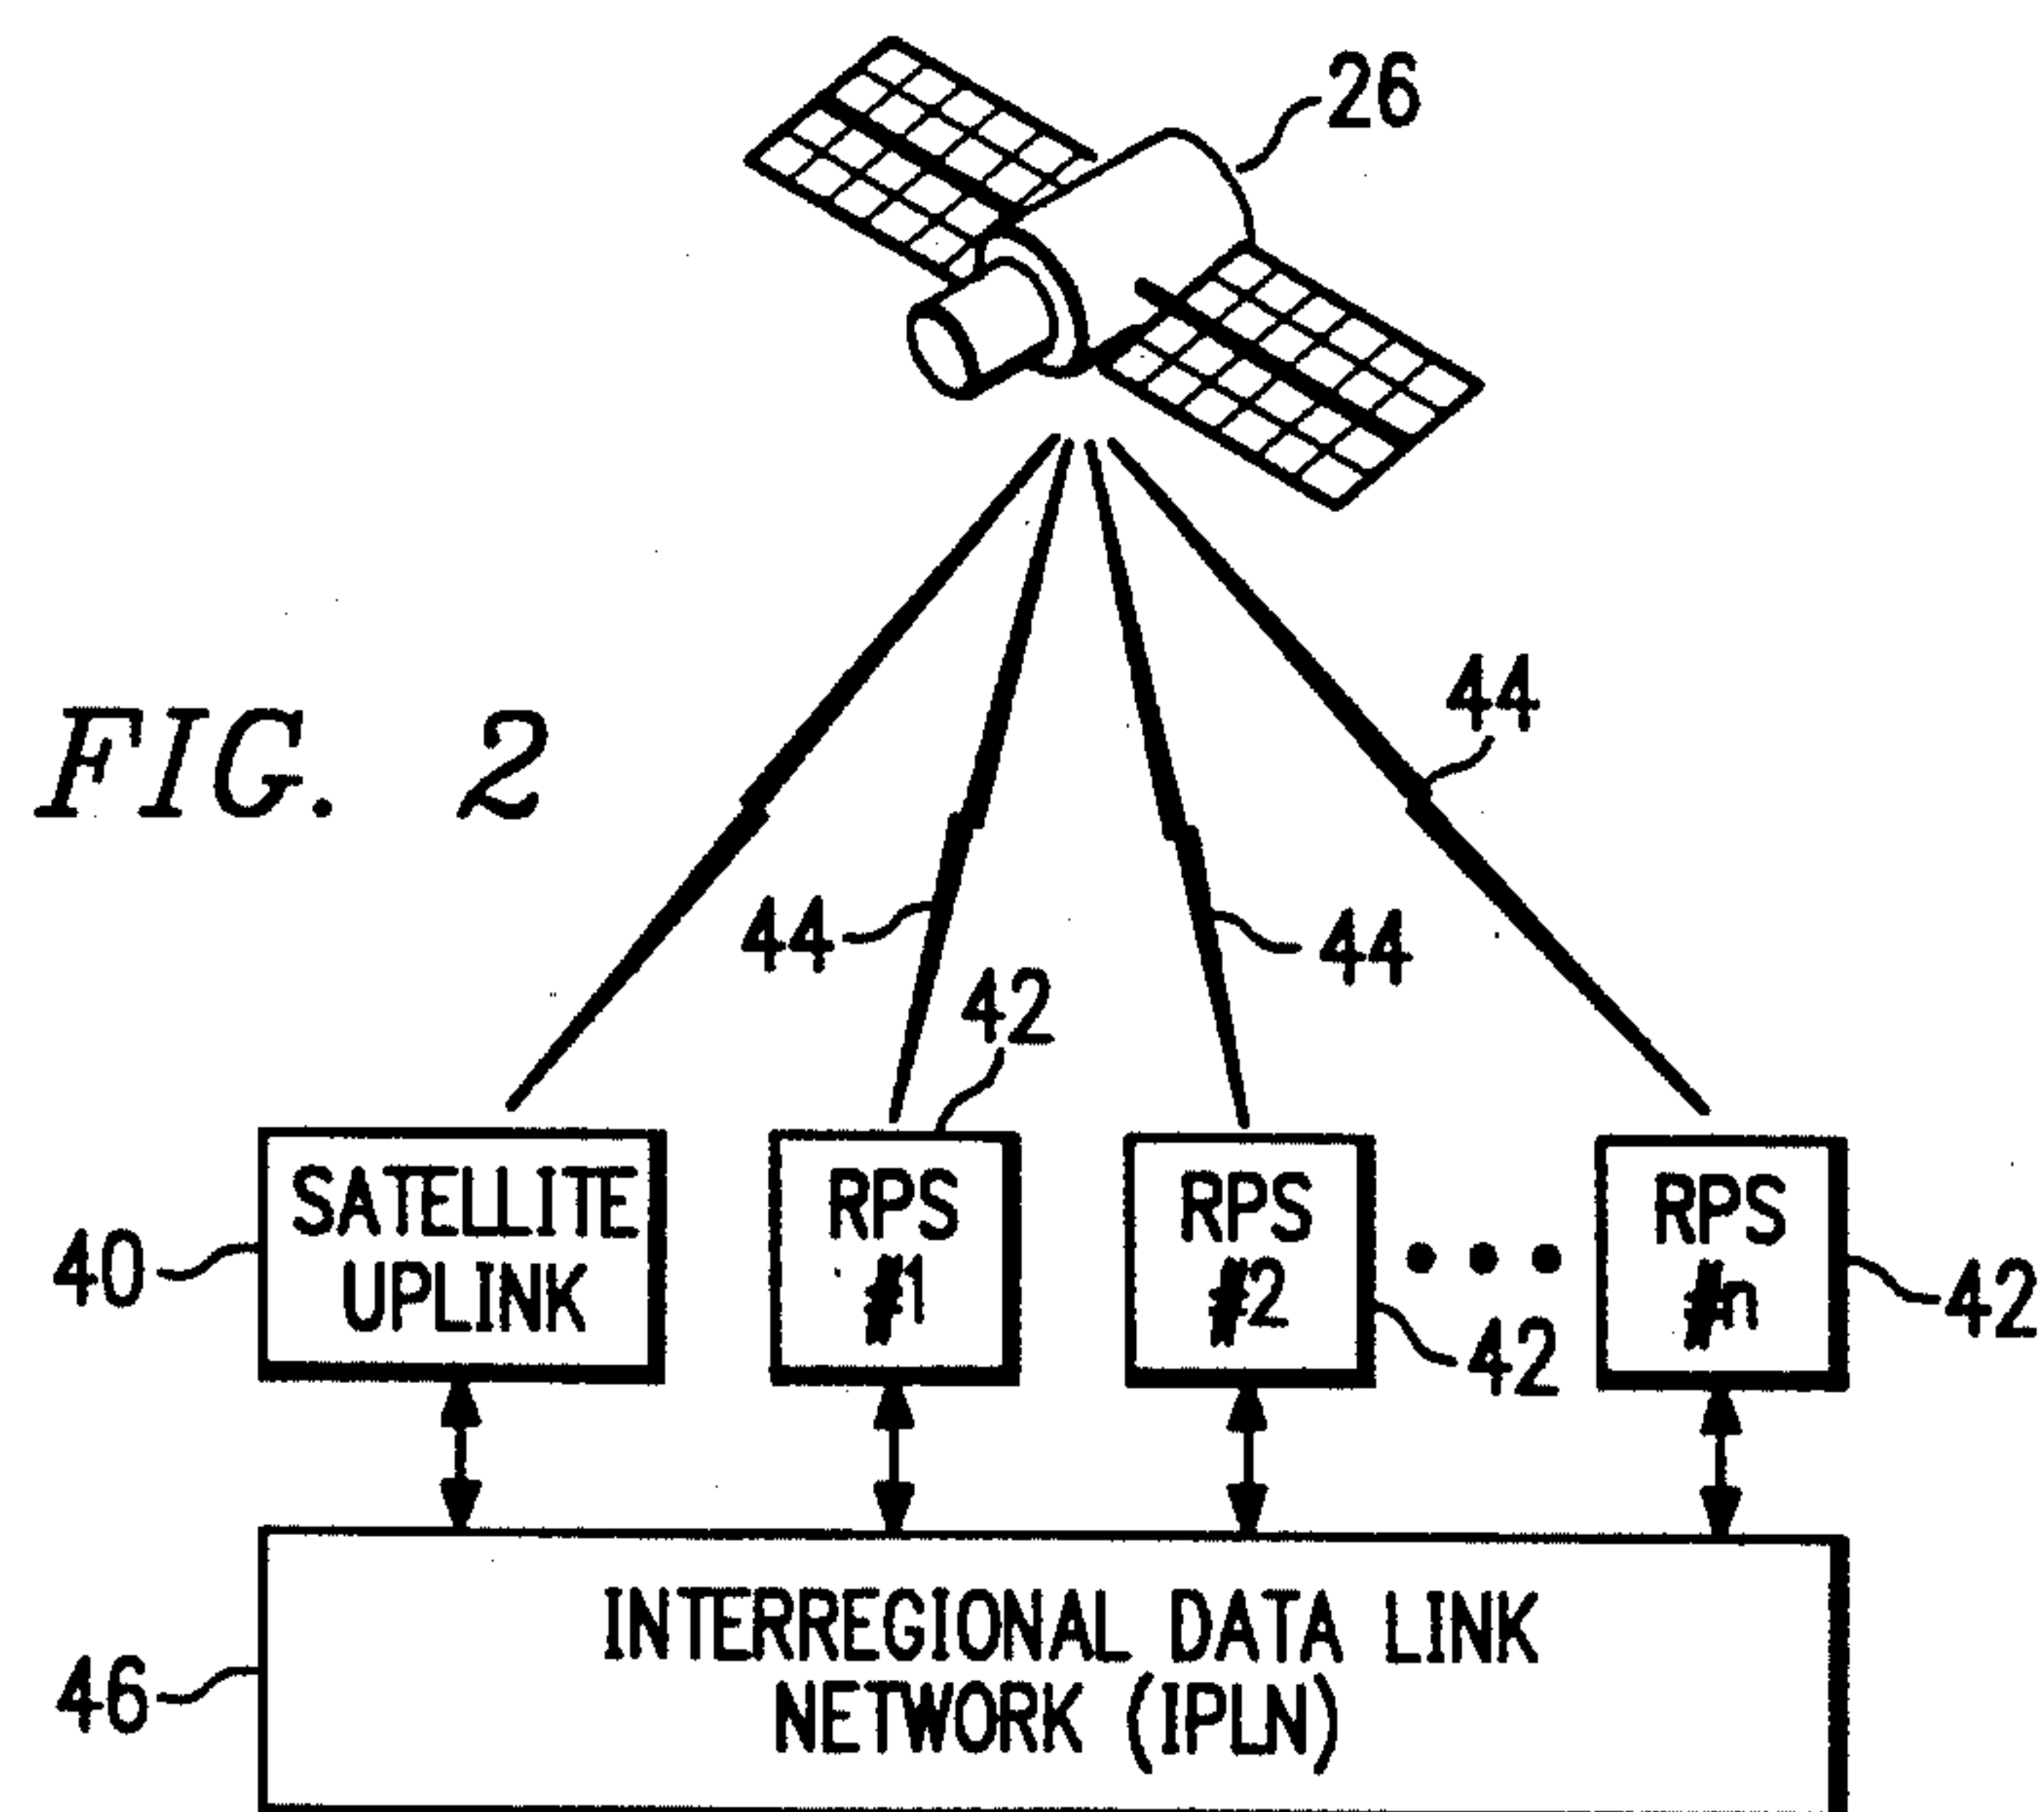 26
FIG. 2
44
44
44
42
SATELLITE
UPLINK
RPS
#1
RPS
#2
RPS
#n
40
42
42
INTERREGIONAL DATA LINK
NETWORK (IPLN)
46